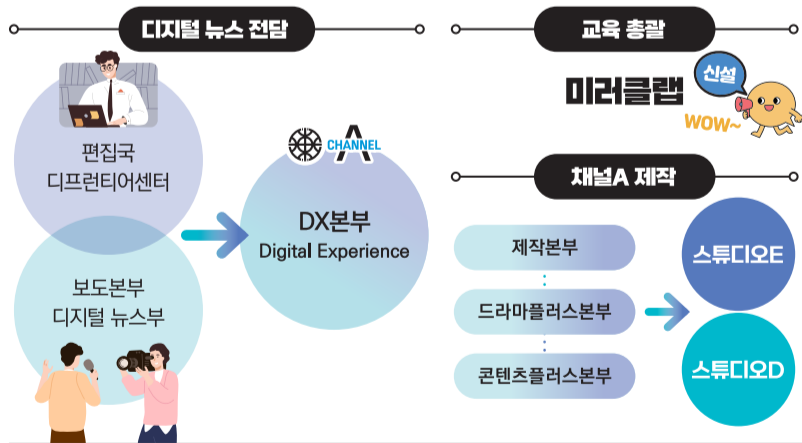 디지털 뉴스 전담
편집국
디프런티어센터
보도본부
디지털 뉴스부
CHANNEL A
DX본부
Digital Experience
교육 총괄
미러클랩
신설
WOW~
채널A 제작
제작본부
드라마플러스본부
콘텐츠플러스본부
스튜디오E
스튜디오D